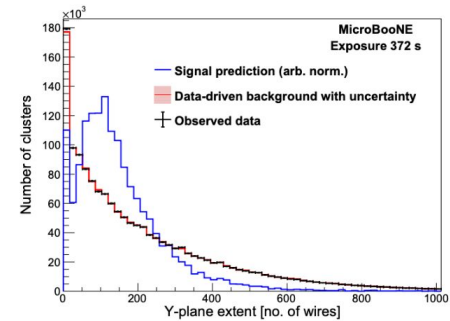 ×10³
MicroBooNE
Exposure 372 s
Signal prediction (arb. norm.)
Data-driven background with uncertainty
Observed data
Number of clusters
180
160
140
120
100
80
60
40
20
0
0 200 400 600 800 1000
Y-plane extent [no. of wires]